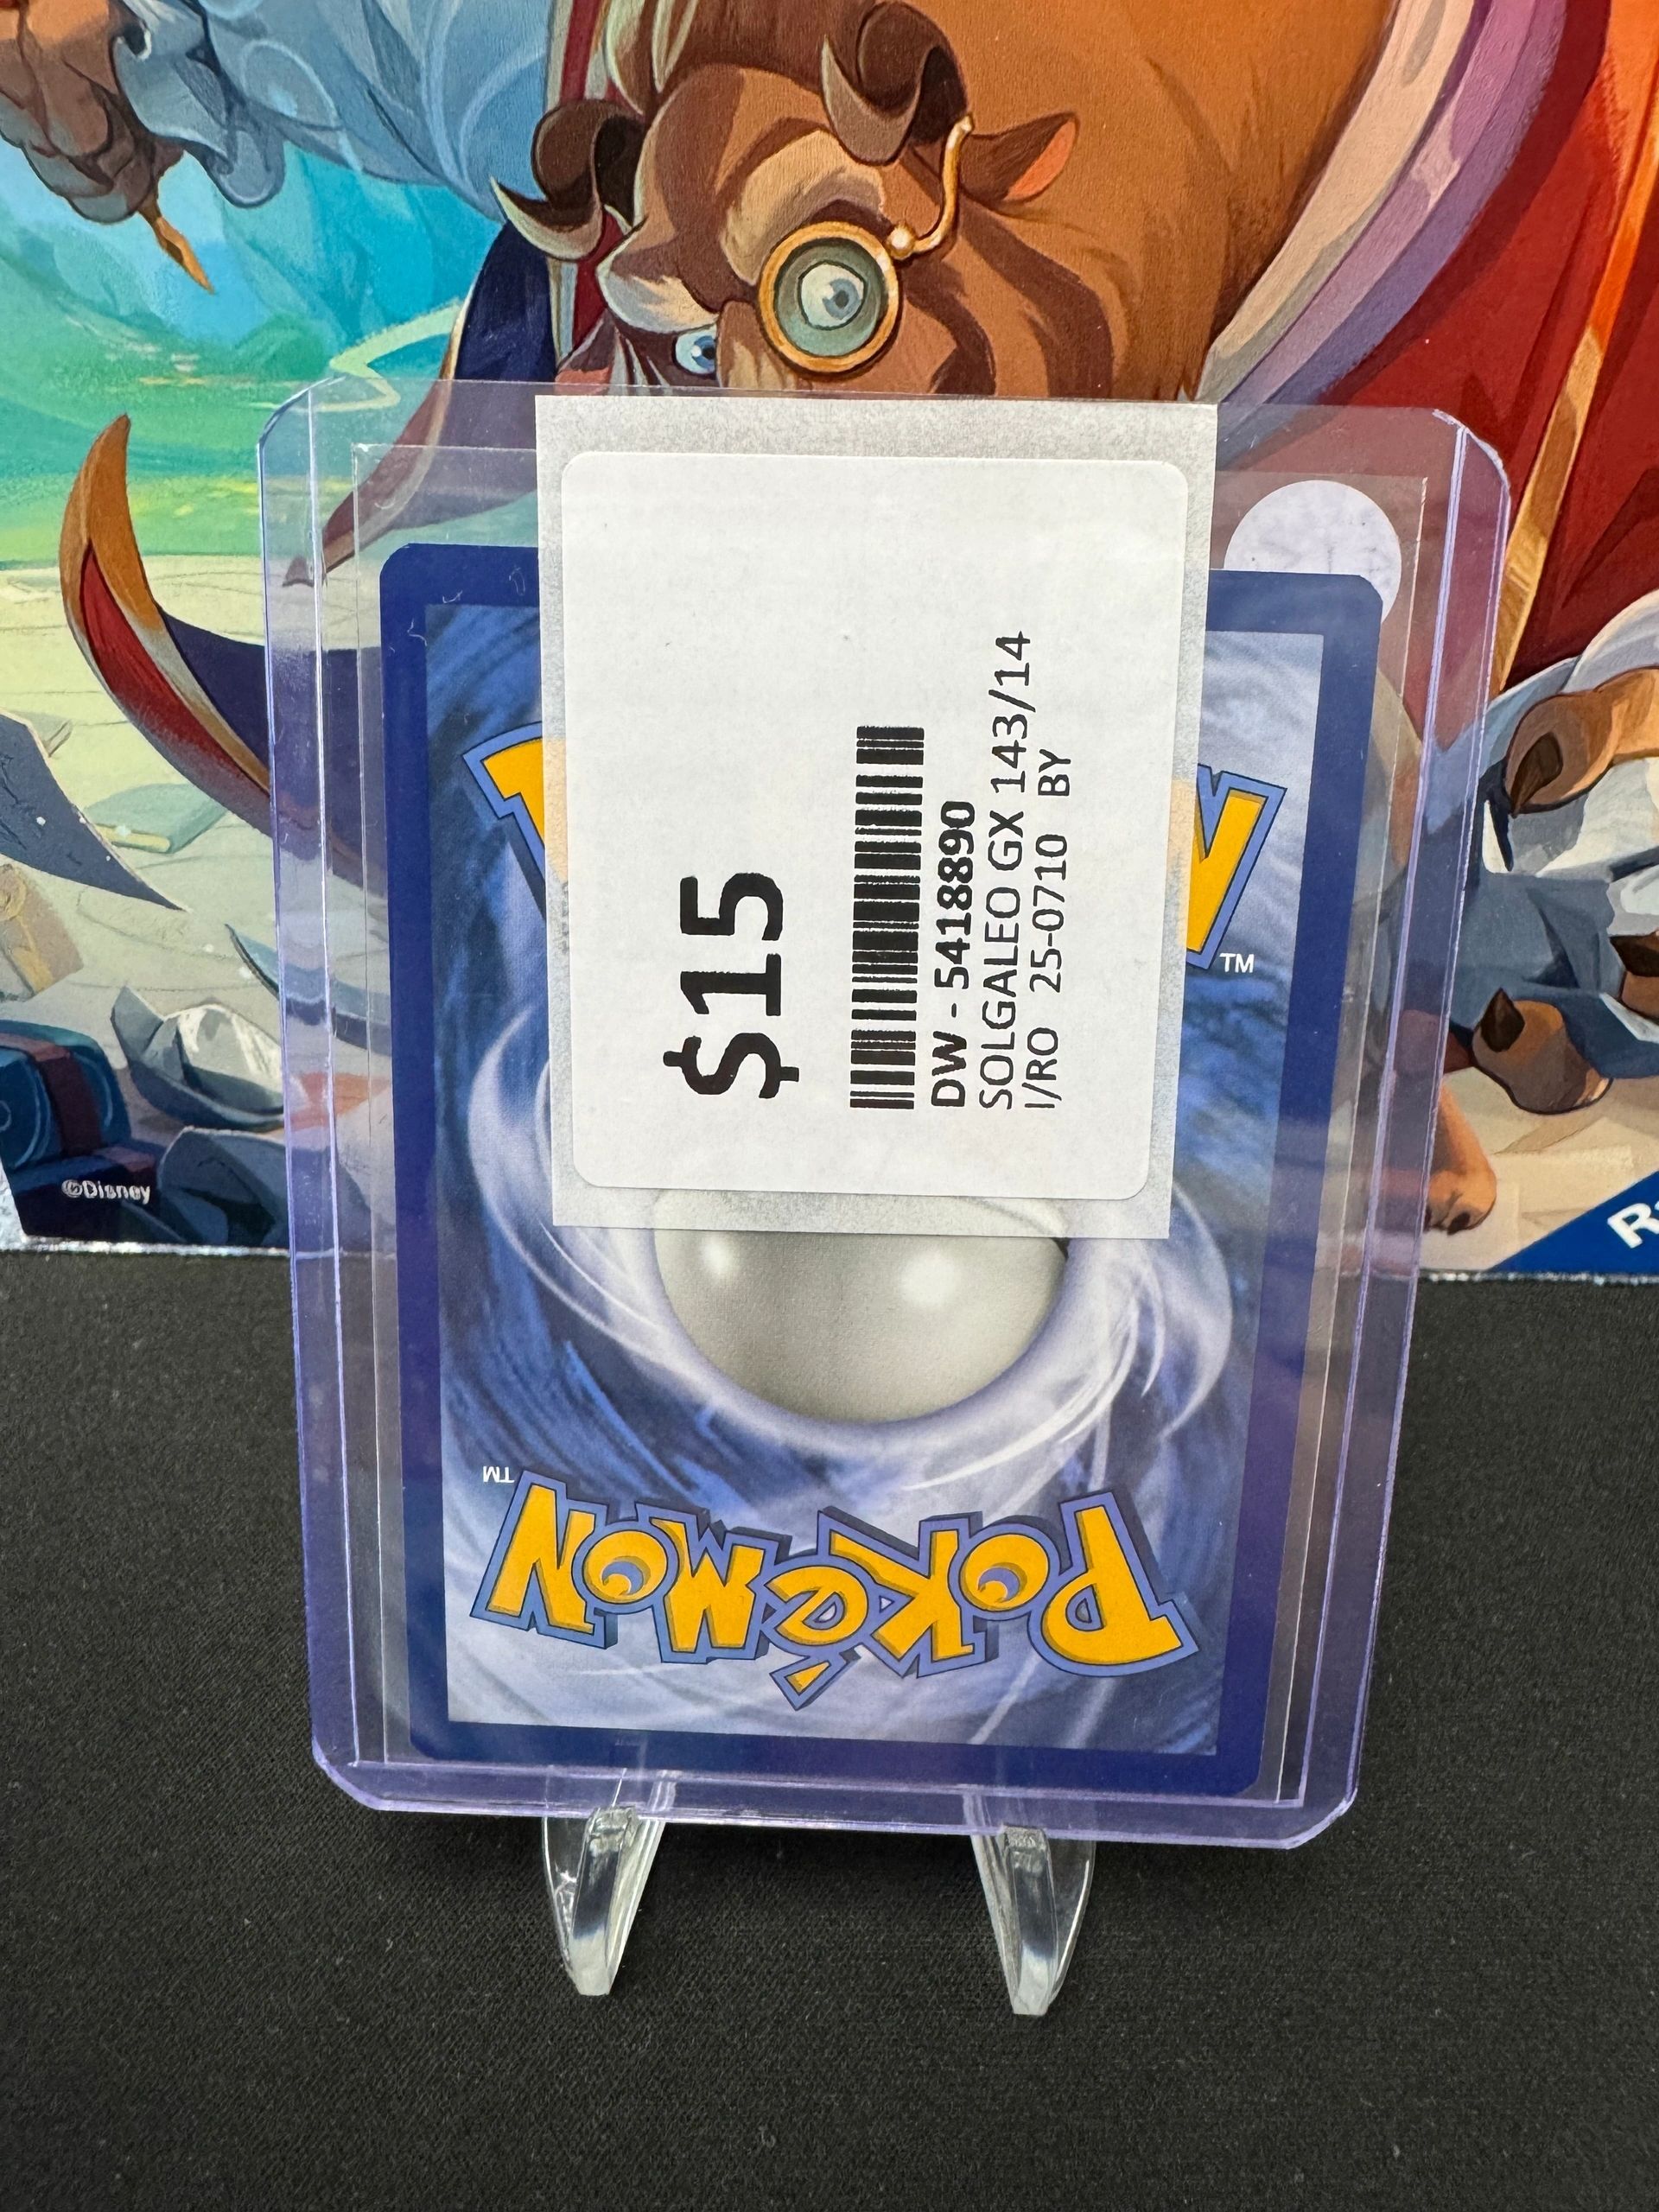 $15
DW - 5418890
SOLGALEO GX 143/14
I/RO 25-0710 BY
TM
TM
POKéMON
©Disney